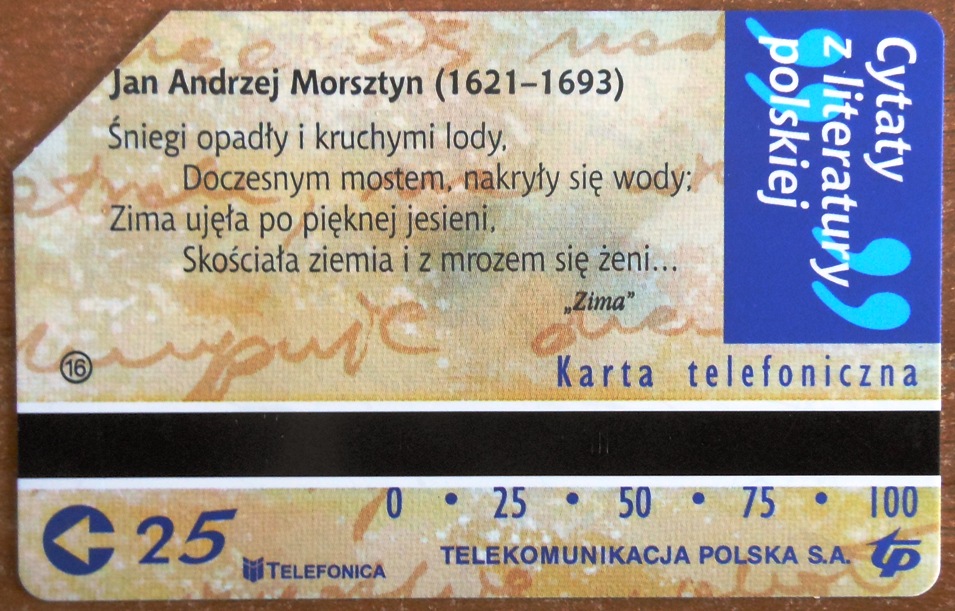 Jan Andrzej Morsztyn (1621–1693)
Śniegi opadły i kruchymi lody,
Doczesnym mostem, nakryły się wody;
Zima ujęła po pięknej jesieni,
Skościała ziemia i z mrozem się żeni...
„Zima”
Cytaty
z literatury
polskiej
16
Karta telefoniczna
0 • 25 • 50 • 75 • 100
25
TELEFONICA
TELEKOMUNIKACJA POLSKA S.A.
tp